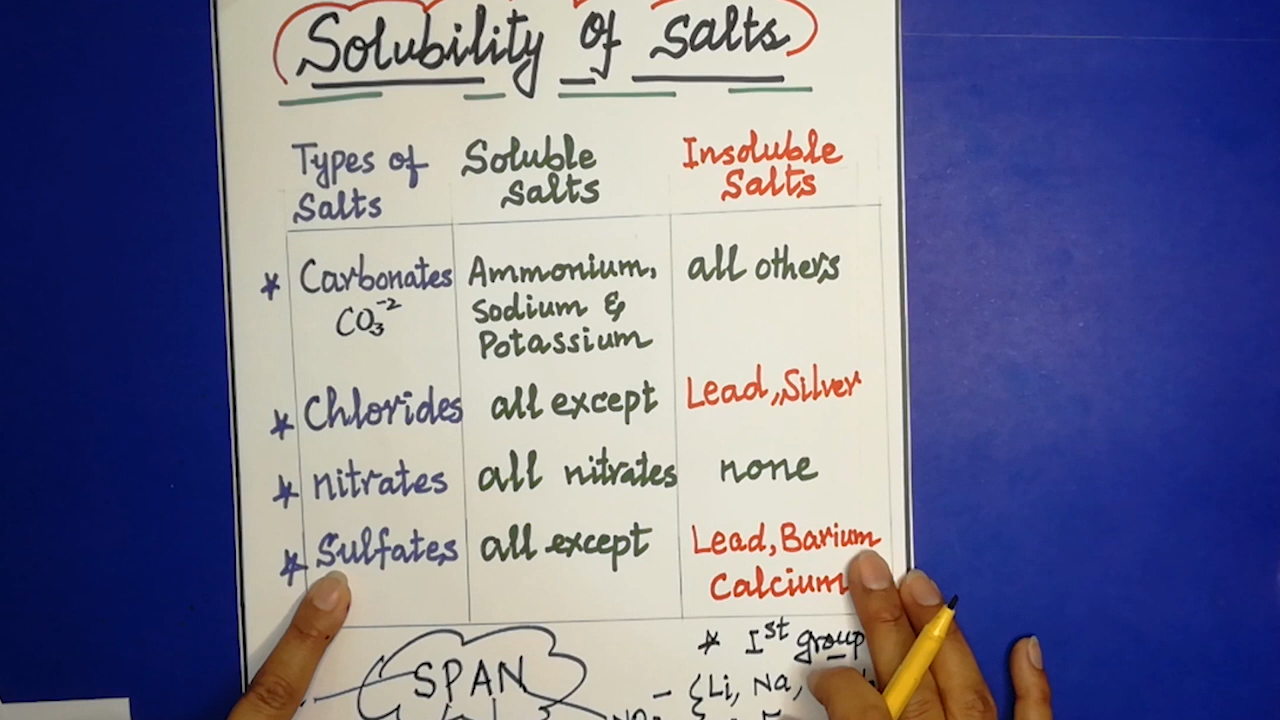 Solubility of Salts
Types of Salts
Soluble Salts
Insoluble Salts
* Carbonates CO₃⁻²
Ammonium, Sodium & Potassium
all others
* Chlorides
all except
Lead, Silver
* nitrates
all nitrates
none
* Sulfates
all except
Lead, Barium
Calcium
SPAN
* Iˢᵗ group
– {Li, Na,